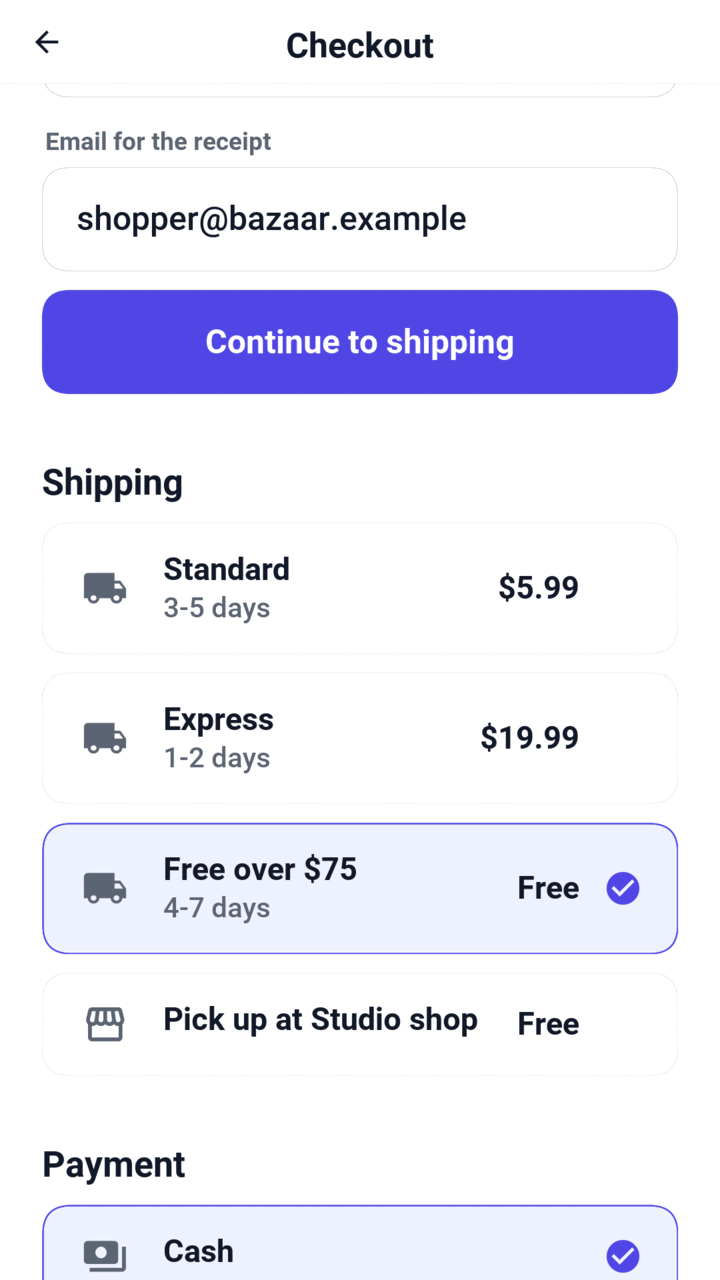 Checkout
Email for the receipt
shopper@bazaar.example
Continue to shipping
Shipping
Standard
3-5 days
$5.99
Express
1-2 days
$19.99
Free over $75
4-7 days
Free
Pick up at Studio shop
Free
Payment
Cash